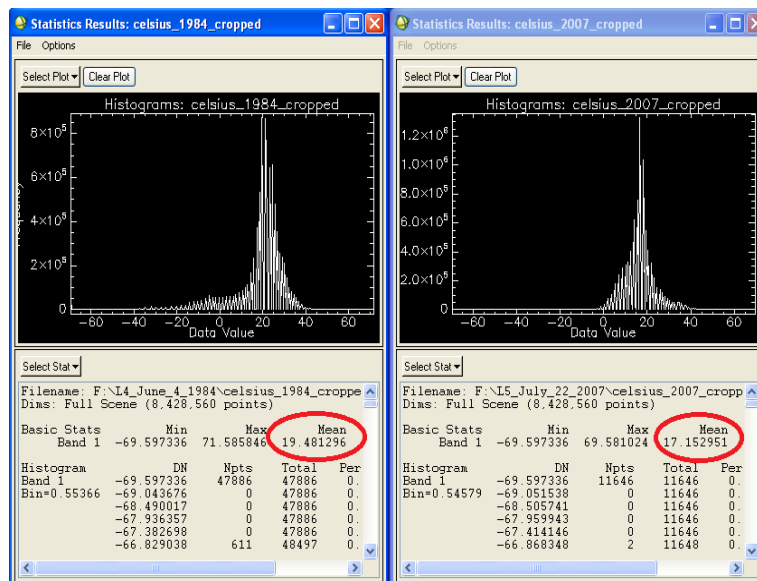 Statistics Results: celsius_1984_cropped
File Options
Select Plot Clear Plot
Histograms: celsius_1984_cropped
8×10⁵
6×10⁵
4×10⁵
2×10⁵
0
Frequency
-60 -40 -20 0 20 40 60
Data Value
Select Stat
Filename: F:\L4_June_4_1984\celsius_1984_croppe
Dims: Full Scene (8,428,560 points)
Basic Stats Min Max Mean
Band 1 -69.597336 71.585846 19.481296
Histogram DN Npts Total Per
Band 1 -69.597336 47886 47886 0.
Bin=0.55366 -69.043676 0 47886 0.
-68.490017 0 47886 0.
-67.936357 0 47886 0.
-67.382698 0 47886 0.
-66.829038 611 48497 0.
Statistics Results: celsius_2007_cropped
File Options
Select Plot Clear Plot
Histograms: celsius_2007_cropped
1.2×10⁶
1.0×10⁶
8.0×10⁵
6.0×10⁵
4.0×10⁵
2.0×10⁵
0
-60 -40 -20 0 20 40 60
Data Value
Select Stat
Filename: F:\L5_July_22_2007\celsius_2007_cropp
Dims: Full Scene (8,428,560 points)
Basic Stats Min Max Mean
Band 1 -69.597336 69.581024 17.152951
Histogram DN Npts Total Per
Band 1 -69.597336 11646 11646 0.
Bin=0.54579 -69.051538 0 11646 0.
-68.505741 0 11646 0.
-67.959943 0 11646 0.
-67.414146 0 11646 0.
-66.868348 2 11648 0.